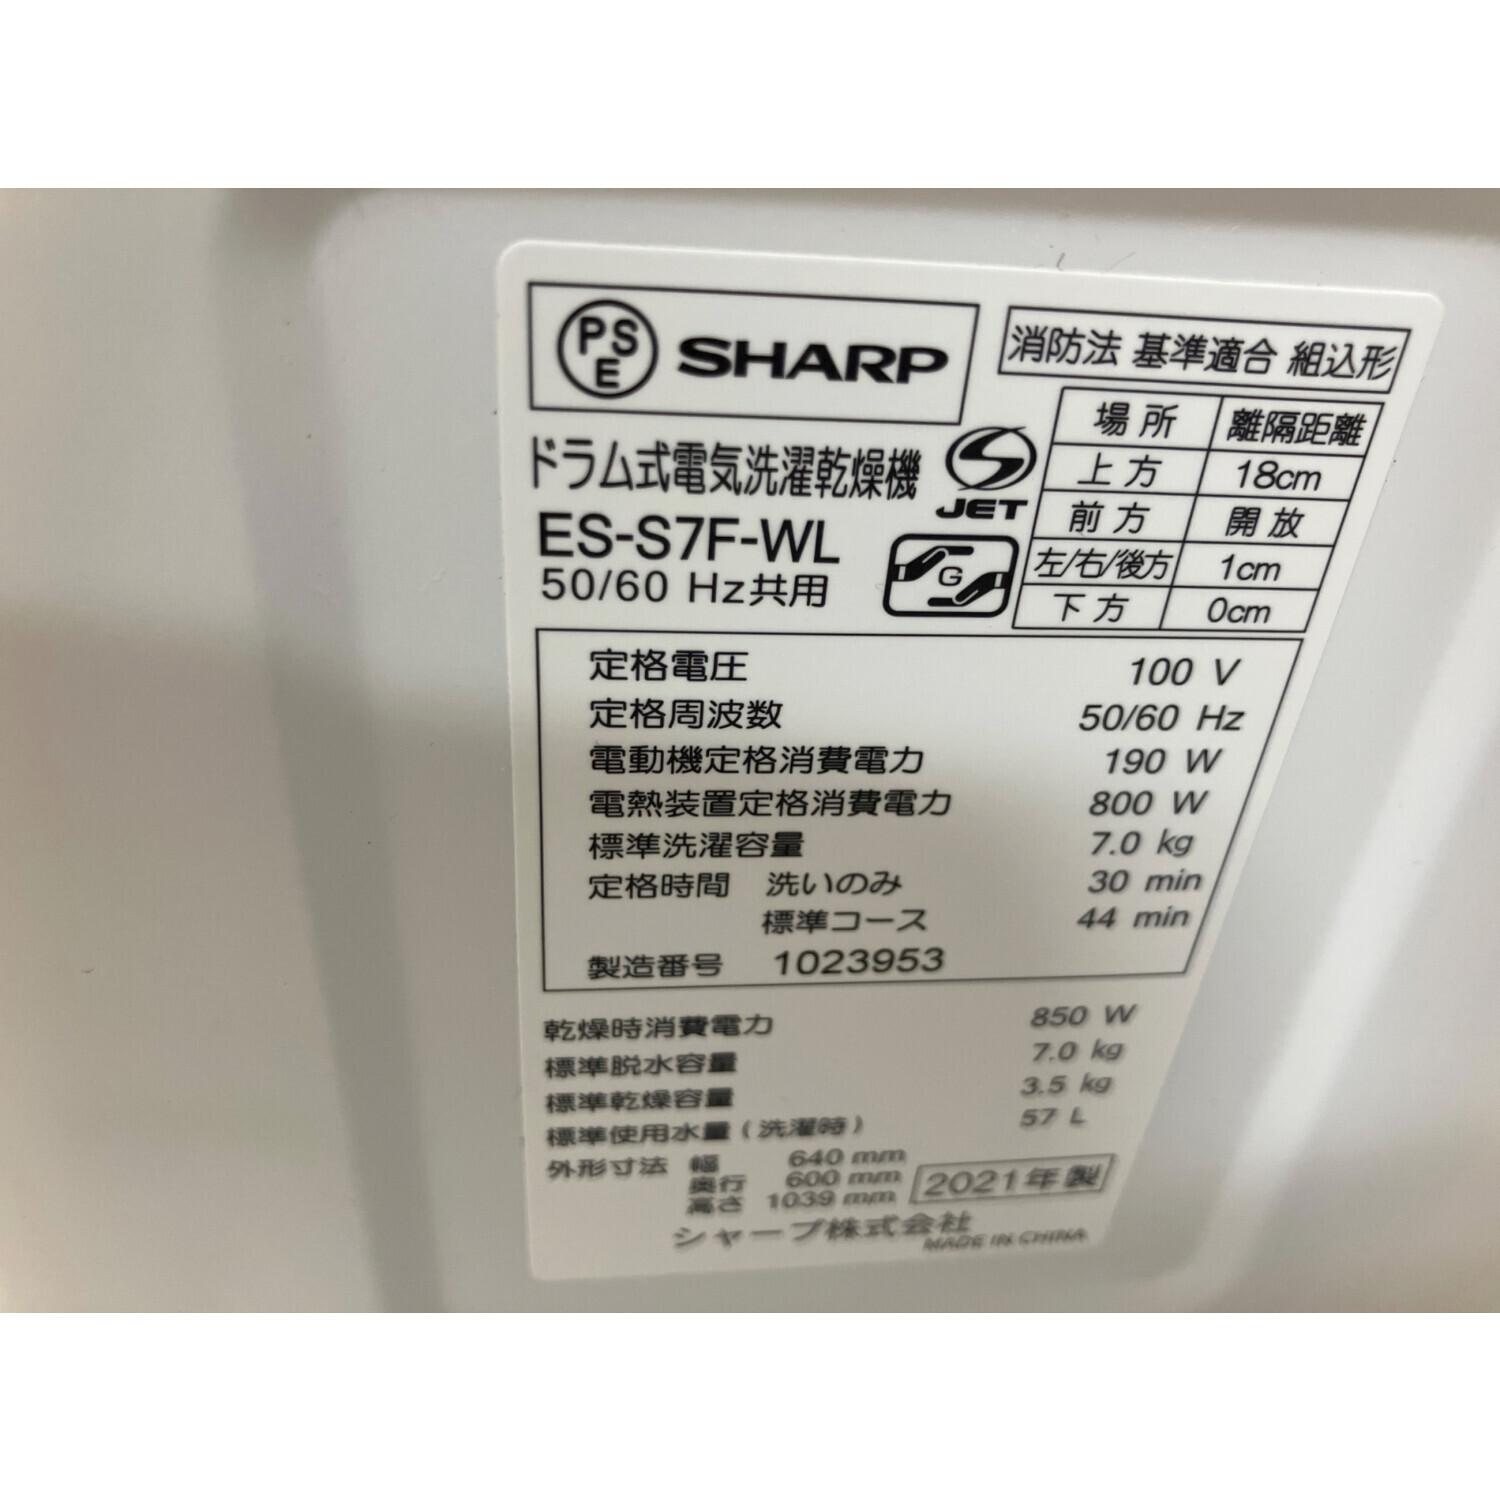 PSE SHARP
消防法 基準適合 組込形
場所 離隔距離
上方 18cm
前方 開放
左/右/後方 1cm
下方 0cm
ドラム式電気洗濯乾燥機
JET
ES-S7F-WL
G
50/60 Hz共用
定格電圧 100 V
定格周波数 50/60 Hz
電動機定格消費電力 190 W
電熱装置定格消費電力 800 W
標準洗濯容量 7.0 kg
定格時間 洗いのみ 30 min
標準コース 44 min
製造番号 1023953
乾燥時消費電力 850 W
標準脱水容量 7.0 kg
標準乾燥容量 3.5 kg
標準使用水量(洗濯時) 57 L
外形寸法 幅 640 mm
奥行 600 mm
高さ 1039 mm
2021年製
シャープ株式会社
MADE IN CHINA